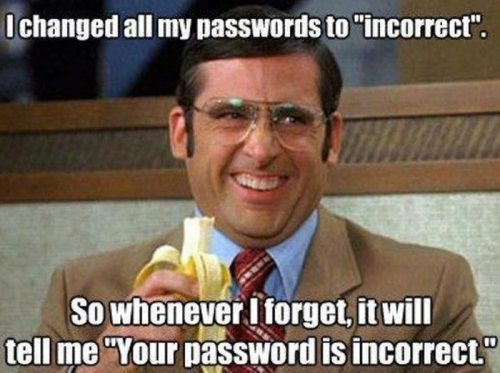 I changed all my passwords to "incorrect".
So whenever I forget, it will
tell me "Your password is incorrect."